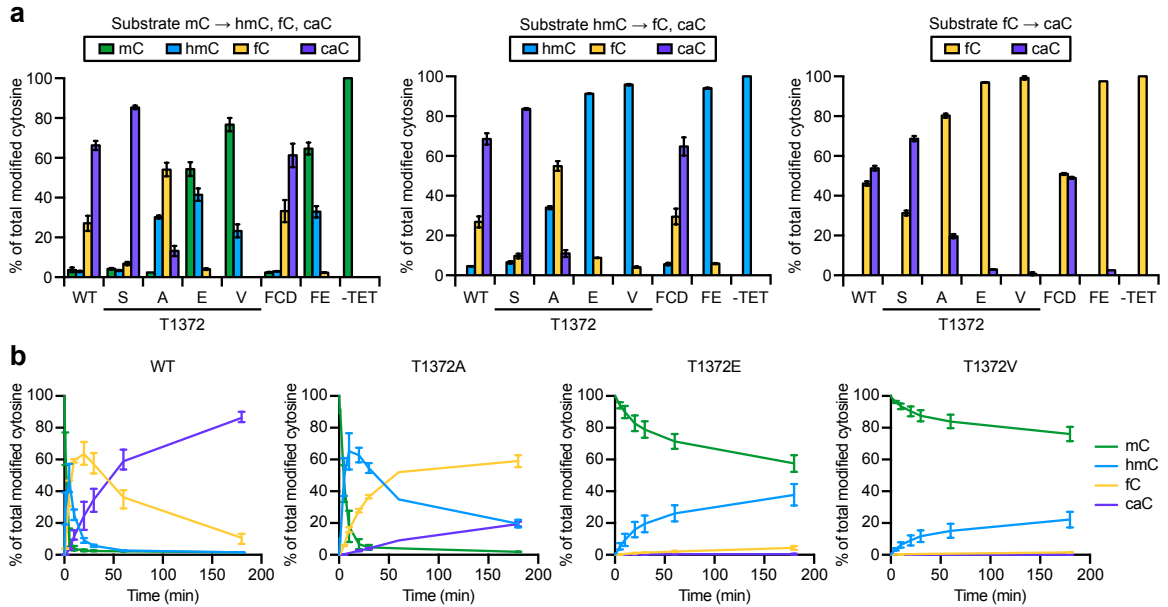 a
Substrate mC → hmC, fC, caC
mC hmC fC caC
% of total modified cytosine
100
80
60
40
20
0
WT S A E V FCD FE -TET
T1372
Substrate hmC → fC, caC
hmC fC caC
% of total modified cytosine
100
80
60
40
20
0
WT S A E V FCD FE -TET
T1372
Substrate fC → caC
fC caC
% of total modified cytosine
100
80
60
40
20
0
WT S A E V FCD FE -TET
T1372
b
WT
% of total modified cytosine
100
80
60
40
20
0
0 50 100 150 200
Time (min)
T1372A
% of total modified cytosine
100
80
60
40
20
0
0 50 100 150 200
Time (min)
T1372E
% of total modified cytosine
100
80
60
40
20
0
0 50 100 150 200
Time (min)
T1372V
% of total modified cytosine
100
80
60
40
20
0
0 50 100 150 200
Time (min)
mC
hmC
fC
caC